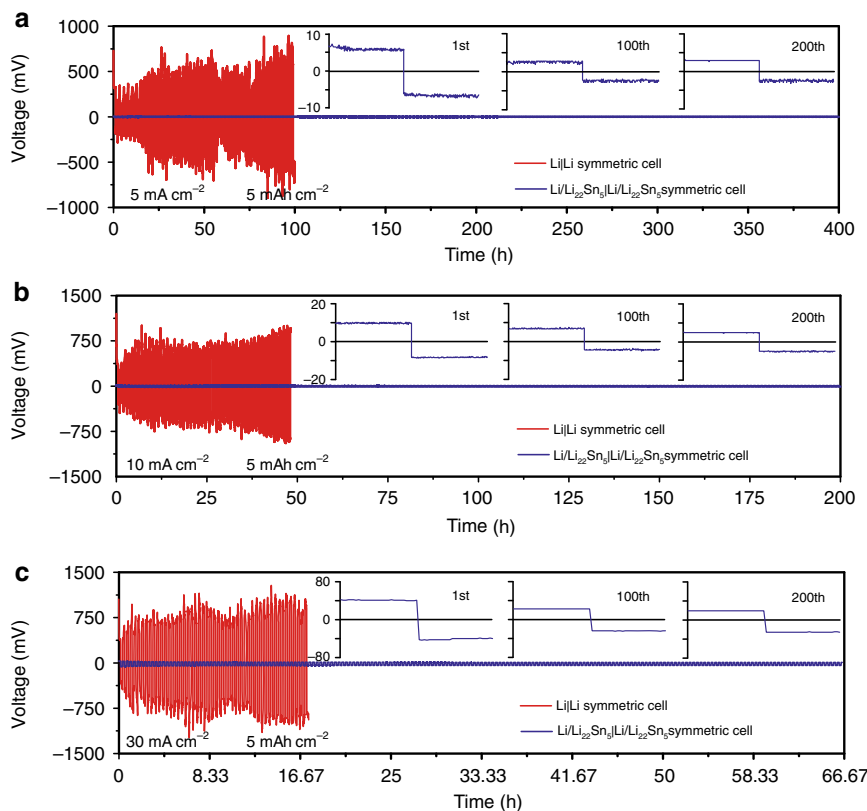 a
1000
500
0
−500
−1000
Voltage (mV)
10
0
−10
1st
100th
200th
Li|Li symmetric cell
Li/Li₂₂Sn₅|Li/Li₂₂Sn₅symmetric cell
5 mA cm⁻²
5 mAh cm⁻²
0 50 100 150 200 250 300 350 400
Time (h)
b
1500
750
0
−750
−1500
Voltage (mV)
20
0
−20
1st
100th
200th
Li|Li symmetric cell
Li/Li₂₂Sn₅|Li/Li₂₂Sn₅symmetric cell
10 mA cm⁻²
5 mAh cm⁻²
0 25 50 75 100 125 150 175 200
Time (h)
c
1500
750
0
−750
−1500
Voltage (mV)
80
0
−80
1st
100th
200th
Li|Li symmetric cell
Li/Li₂₂Sn₅|Li/Li₂₂Sn₅symmetric cell
30 mA cm⁻²
5 mAh cm⁻²
0 8.33 16.67 25 33.33 41.67 50 58.33 66.67
Time (h)